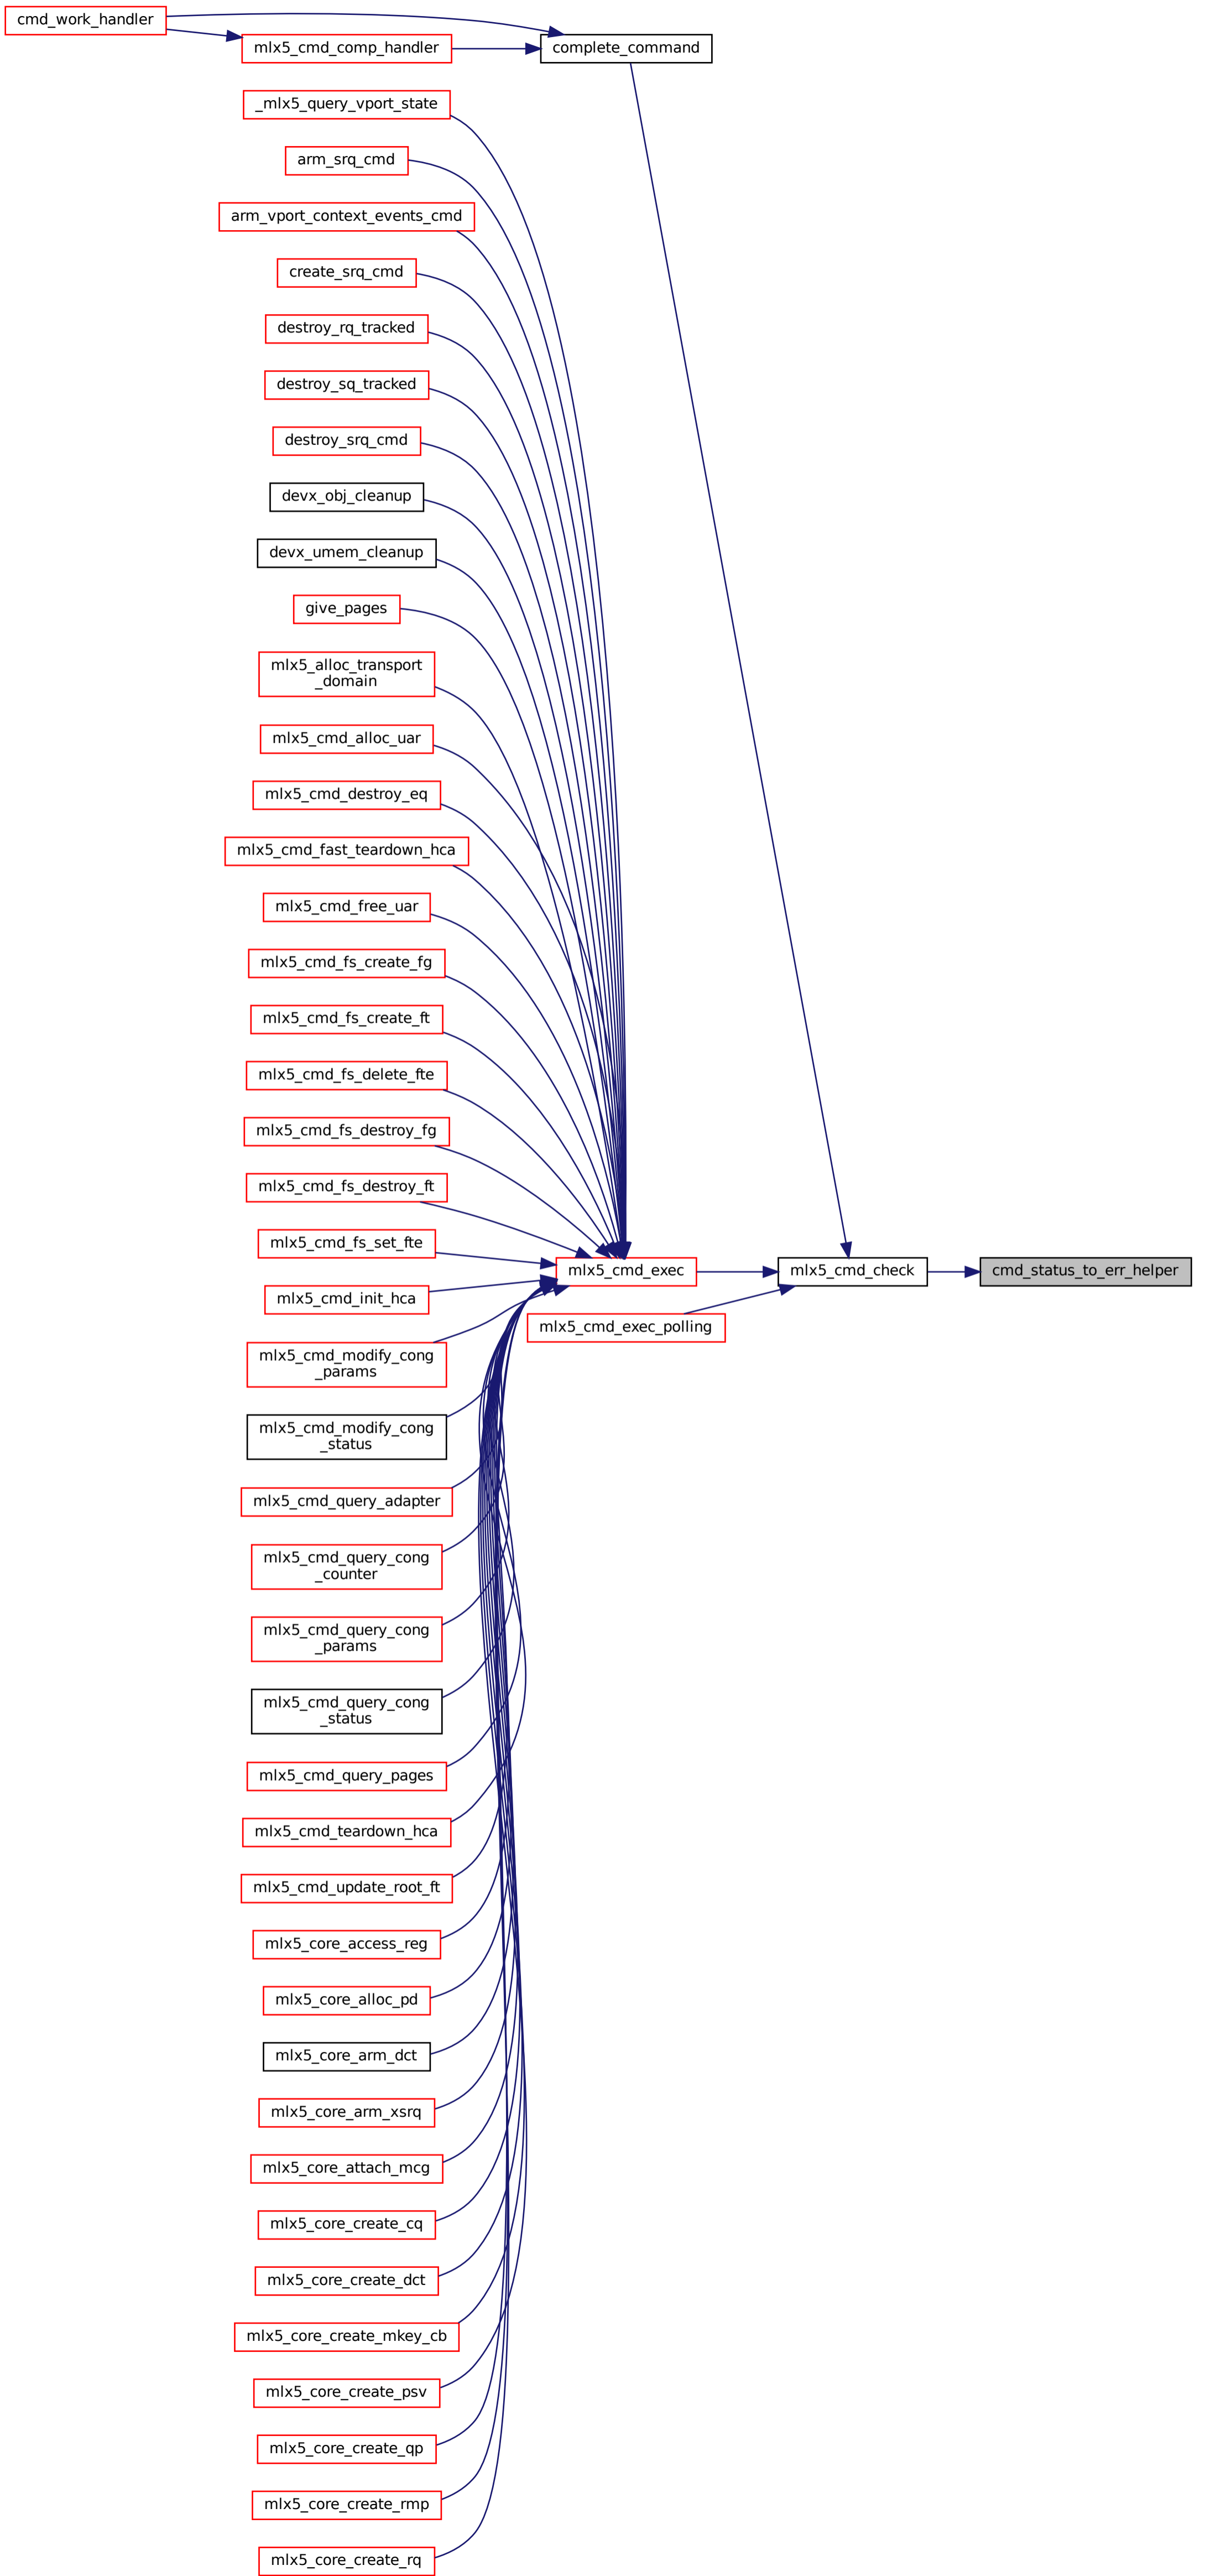 cmd_work_handler
mlx5_cmd_comp_handler
complete_command
_mlx5_query_vport_state
arm_srq_cmd
arm_vport_context_events_cmd
create_srq_cmd
destroy_rq_tracked
destroy_sq_tracked
destroy_srq_cmd
devx_obj_cleanup
devx_umem_cleanup
give_pages
mlx5_alloc_transport
_domain
mlx5_cmd_alloc_uar
mlx5_cmd_destroy_eq
mlx5_cmd_fast_teardown_hca
mlx5_cmd_free_uar
mlx5_cmd_fs_create_fg
mlx5_cmd_fs_create_ft
mlx5_cmd_fs_delete_fte
mlx5_cmd_fs_destroy_fg
mlx5_cmd_fs_destroy_ft
mlx5_cmd_fs_set_fte
mlx5_cmd_exec
mlx5_cmd_check
cmd_status_to_err_helper
mlx5_cmd_init_hca
mlx5_cmd_exec_polling
mlx5_cmd_modify_cong
_params
mlx5_cmd_modify_cong
_status
mlx5_cmd_query_adapter
mlx5_cmd_query_cong
_counter
mlx5_cmd_query_cong
_params
mlx5_cmd_query_cong
_status
mlx5_cmd_query_pages
mlx5_cmd_teardown_hca
mlx5_cmd_update_root_ft
mlx5_core_access_reg
mlx5_core_alloc_pd
mlx5_core_arm_dct
mlx5_core_arm_xsrq
mlx5_core_attach_mcg
mlx5_core_create_cq
mlx5_core_create_dct
mlx5_core_create_mkey_cb
mlx5_core_create_psv
mlx5_core_create_qp
mlx5_core_create_rmp
mlx5_core_create_rq